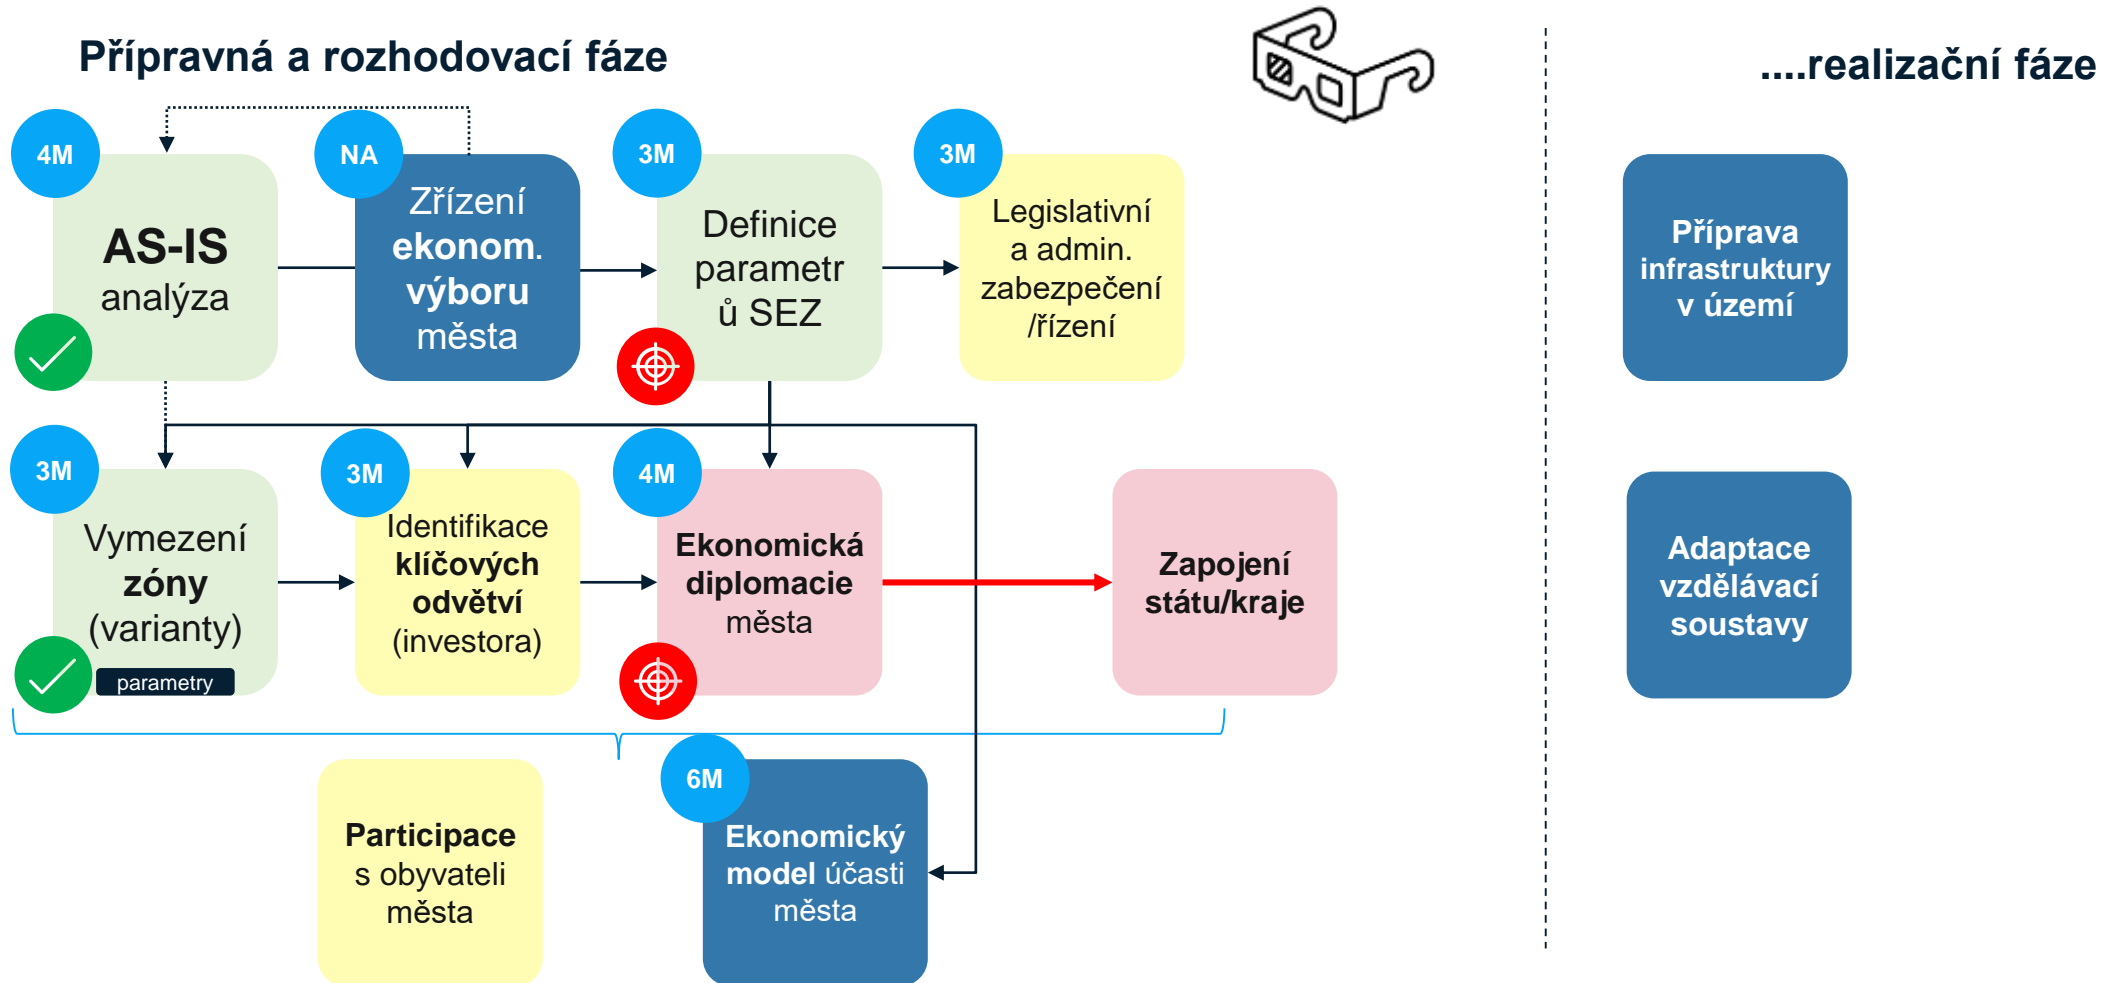 Přípravná a rozhodovací fáze
....realizační fáze
4M
AS-IS
analýza
NA
Zřízení
ekonom.
výboru
města
3M
Definice
parametr
ů SEZ
3M
Legislativní
a admin.
zabezpečení
/řízení
Příprava
infrastruktury
v území
3M
Vymezení
zóny
(varianty)
parametry
3M
Identifikace
klíčových
odvětví
(investora)
4M
Ekonomická
diplomacie
města
Zapojení
státu/kraje
Adaptace
vzdělávací
soustavy
Participace
s obyvateli
města
6M
Ekonomický
model účasti
města